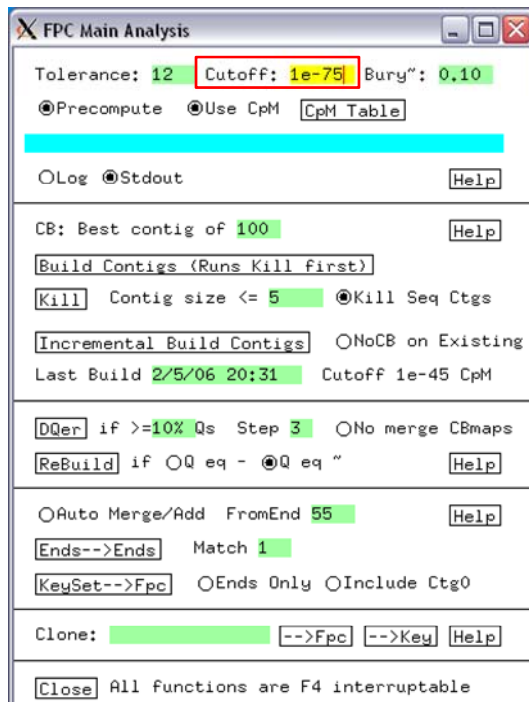 FPC Main Analysis
Tolerance: 12 Cutoff: 1e-75 Bury~: 0.10
Precompute Use CpM CpM Table
Log Stdout Help
CB: Best contig of 100 Help
Build Contigs (Runs Kill first)
Kill Contig size <= 5 Kill Seq Ctgs
Incremental Build Contigs NoCB on Existing
Last Build 2/5/06 20:31 Cutoff 1e-45 CpM
DQer if >=10% Qs Step 3 No merge CBmaps
ReBuild if Q eq - Q eq ~ Help
Auto Merge/Add FromEnd 55 Help
Ends-->Ends Match 1
KeySet-->Fpc Ends Only Include Ctg0
Clone: -->Fpc -->Key Help
Close All functions are F4 interruptable